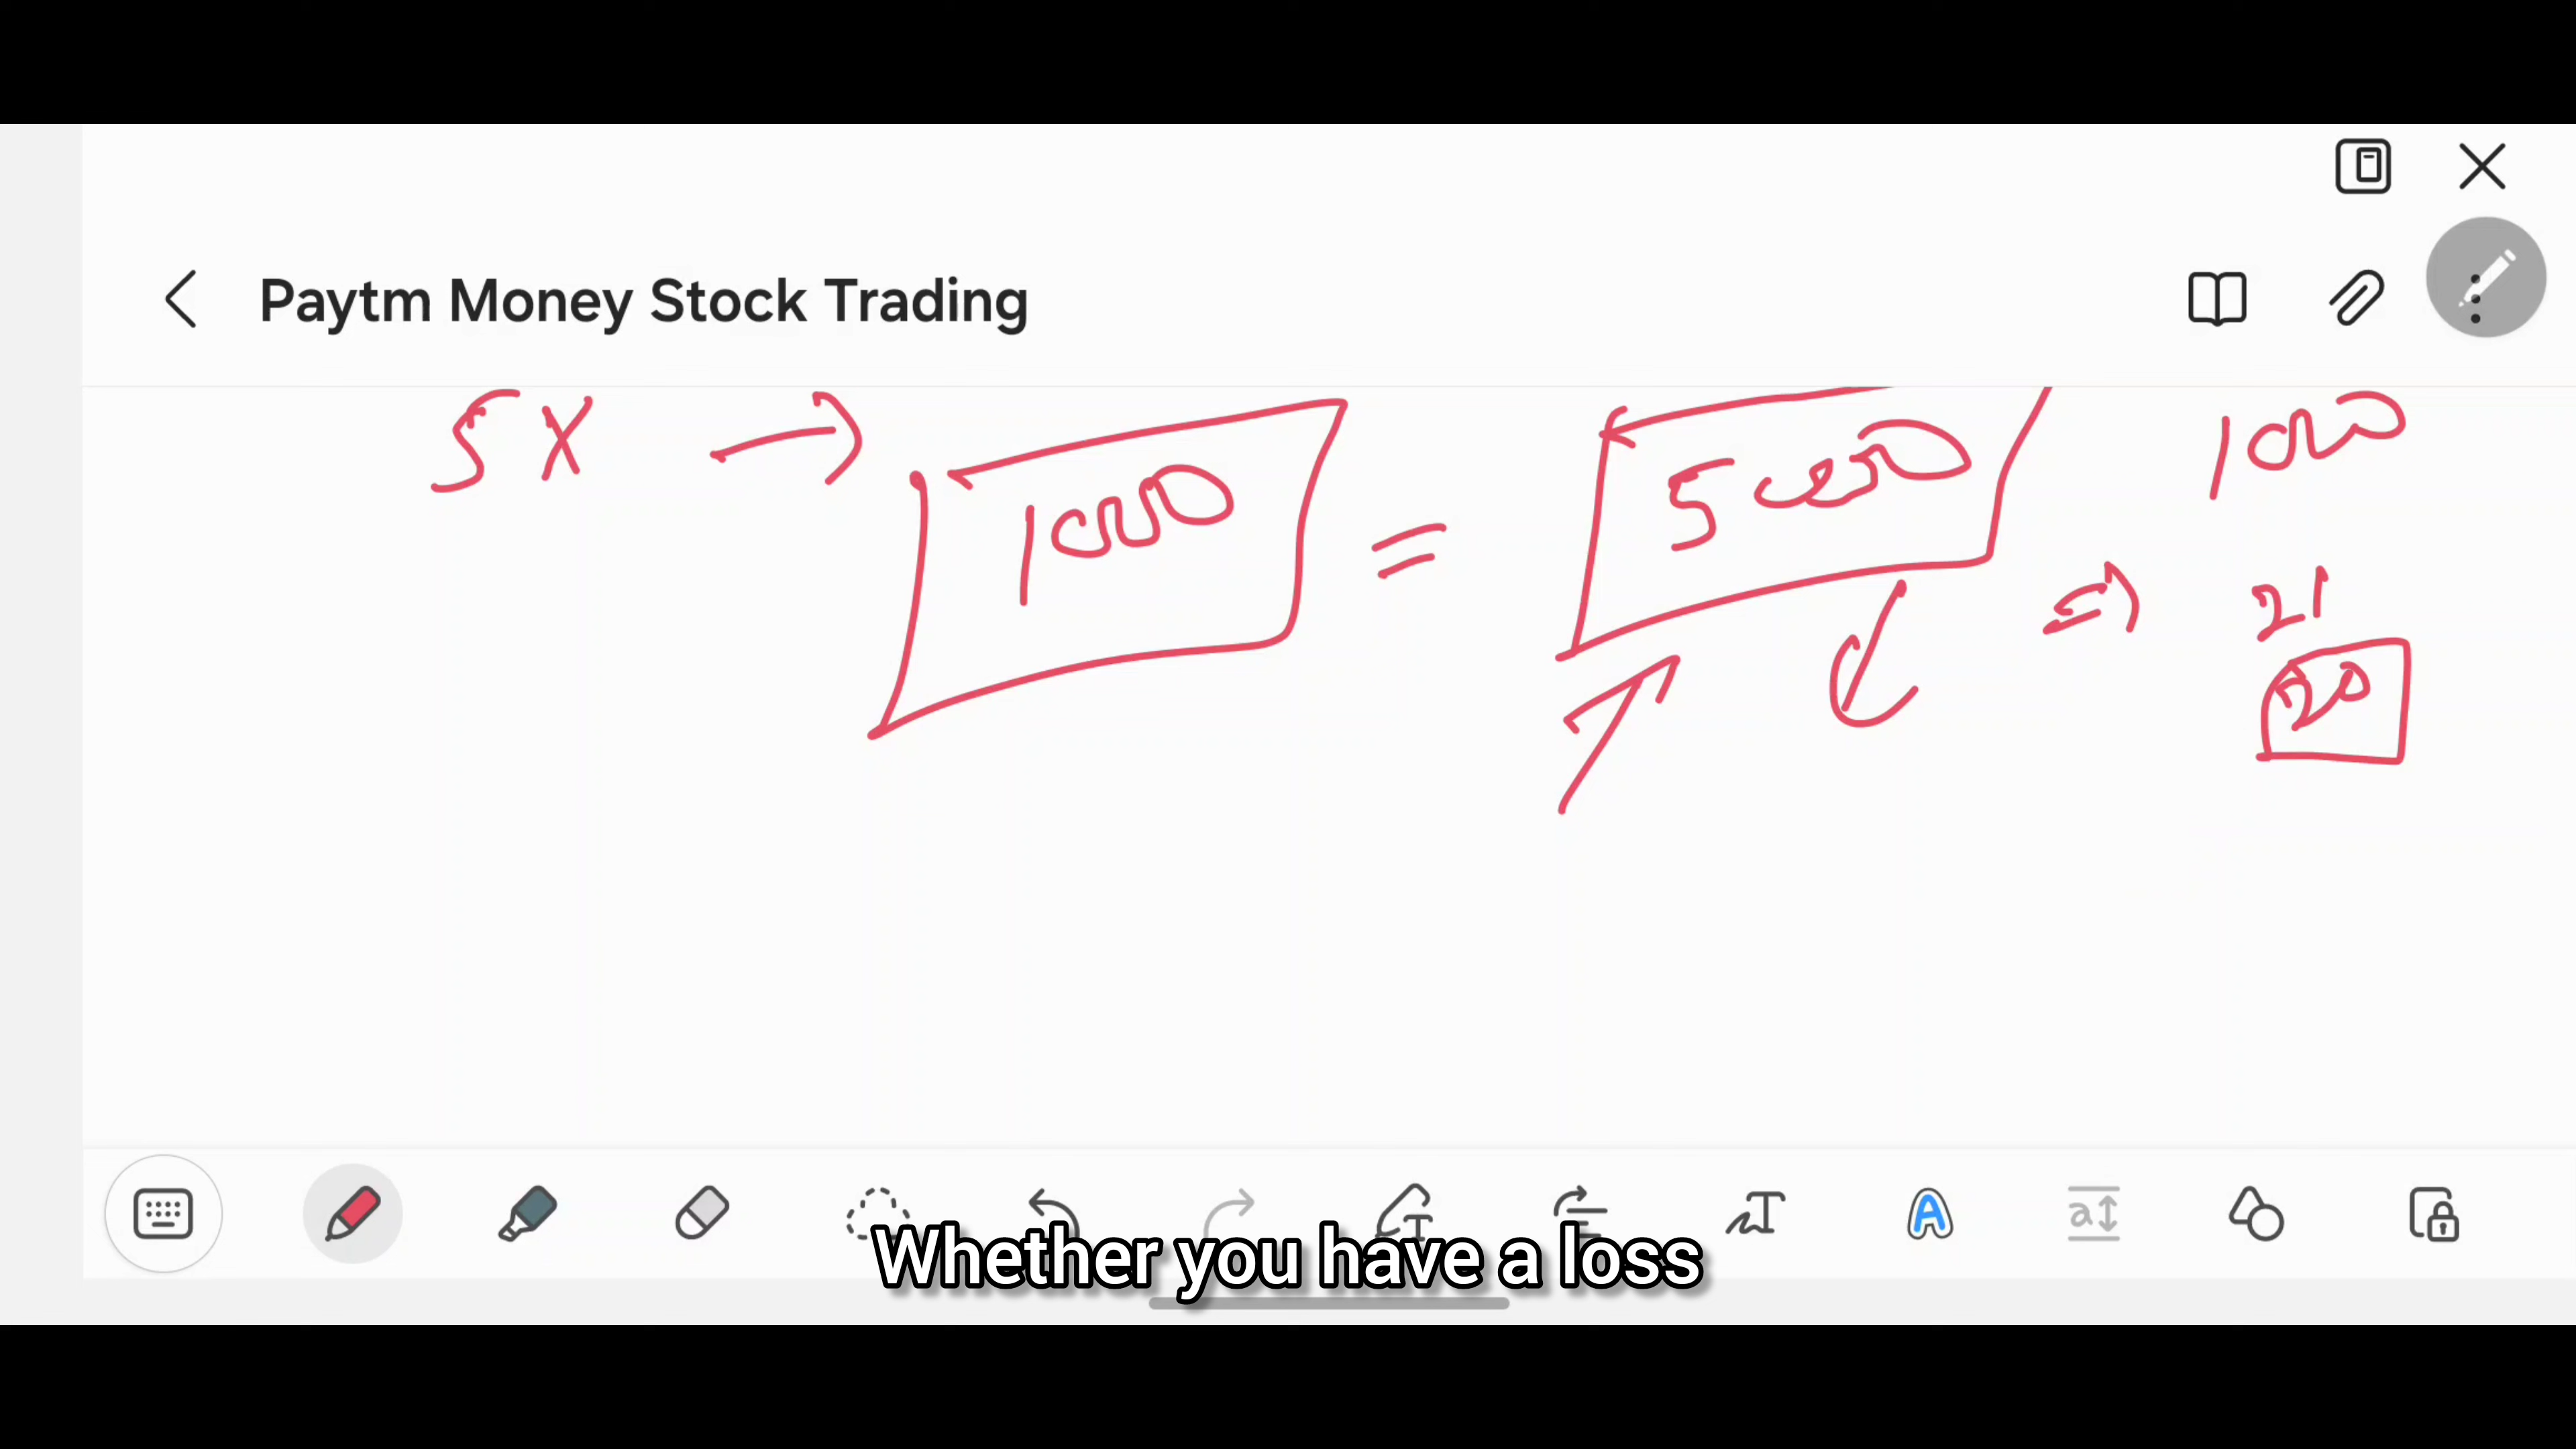 Paytm Money Stock Trading
5X → 1000 = 5000 1000
⇒ 21
20
Whether you have a loss